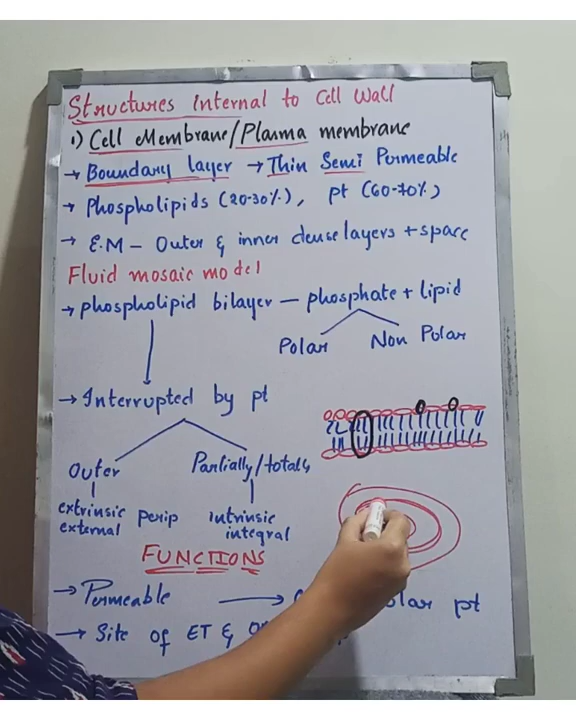 Structures internal to Cell Wall
1) Cell Membrane/Plasma membrane
→ Boundary layer → Thin Semi Permeable
→ Phospholipids (20-30%), pt (60-70%)
→ E.M - Outer & inner dense layers + space
Fluid mosaic model
→ phospholipid bilayer - phosphate + lipid
Polar Non Polar
→ Interrupted by pt
Outer Partially/totally
extrinsic external perip intrinsic integral
FUNCTIONS
→ Permeable → pt
→ Site of ET &